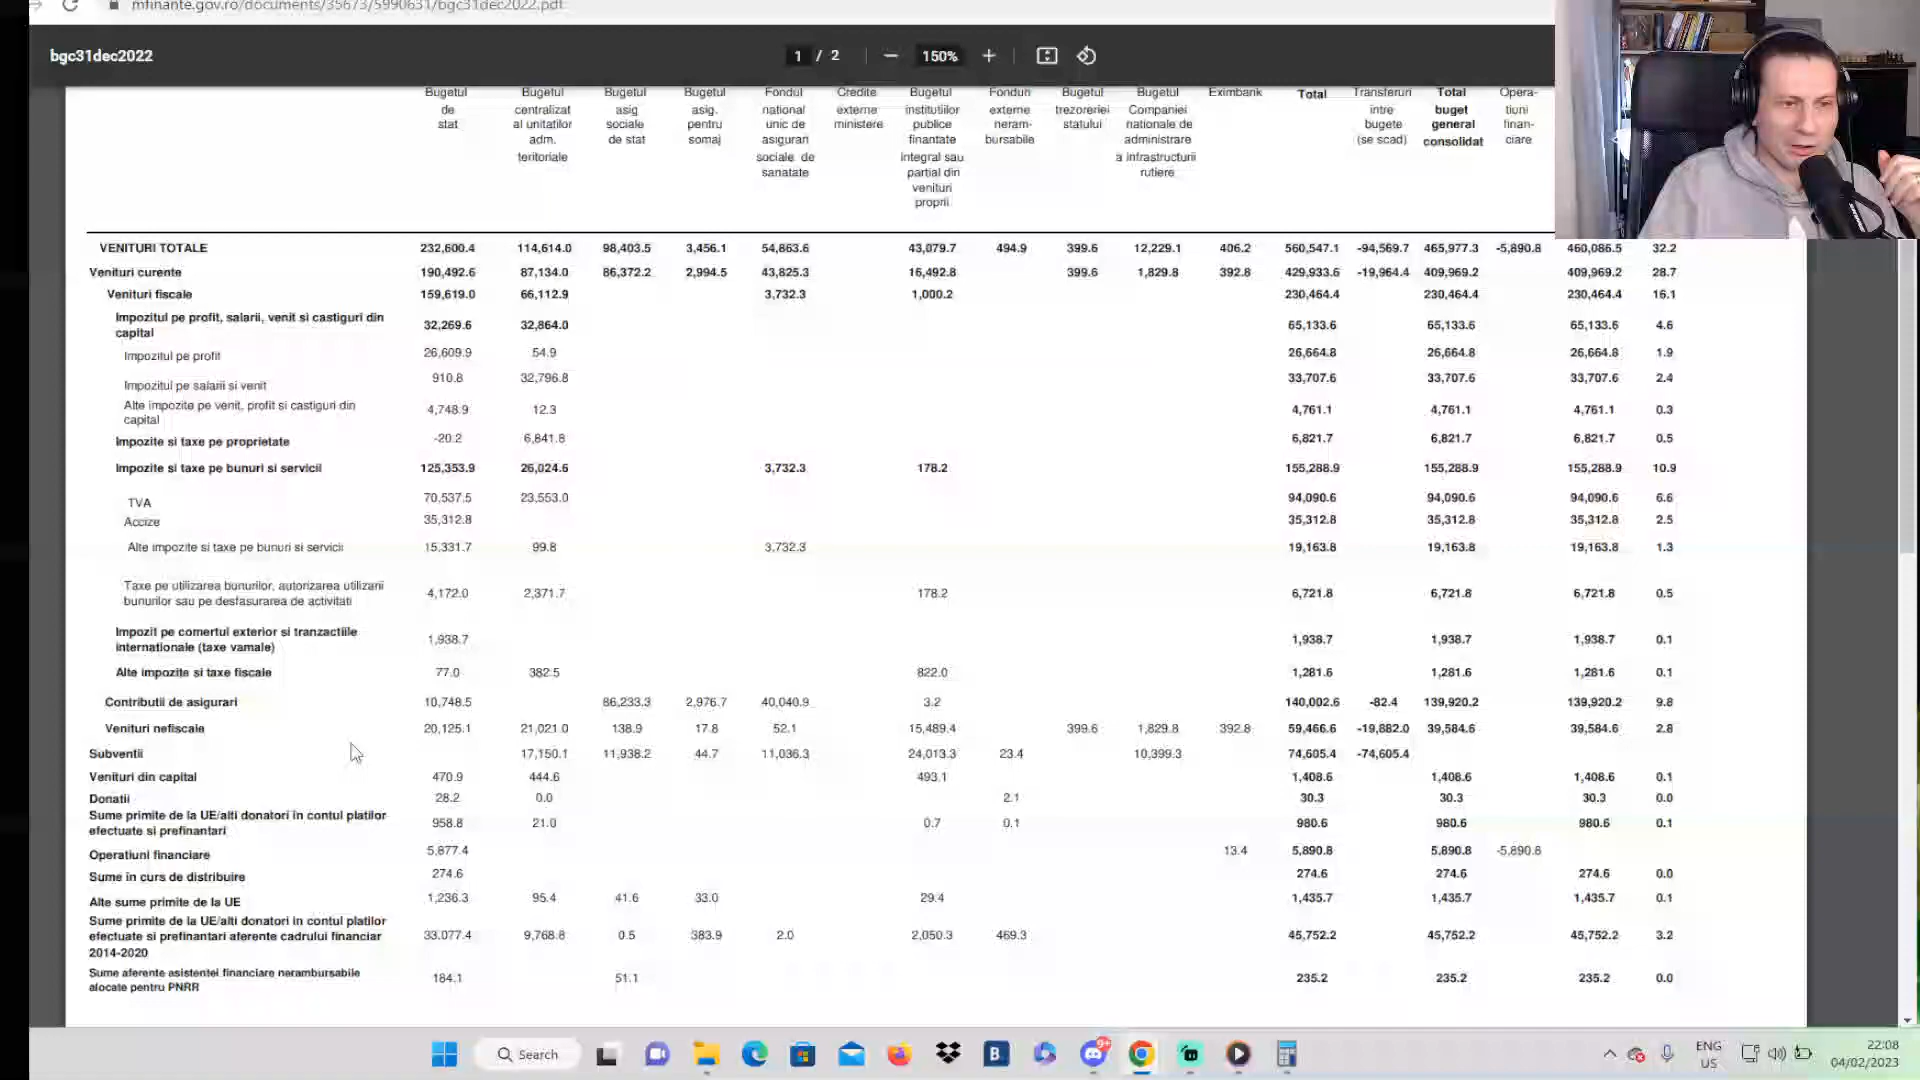 mfinante.gov.ro/documents/35673/5990631/bgc31dec2022.pdf
bgc31dec2022
1 / 2
150%
Bugetul de stat
Bugetul centralizat al unitatilor adm. teritoriale
Bugetul asig sociale de stat
Bugetul asig. pentru somaj
Fondul national unic de asigurari sociale de sanatate
Credite externe ministere
Bugetul institutiilor publice finantate integral sau partial din venituri proprii
Fonduri externe neram- bursabile
Bugetul trezoreriei statului
Bugetul Companiei nationale de administrare a infrastructurii rutiere
Eximbank
Total
Transferuri intre bugete (se scad)
Total buget general consolidat
Opera- tiuni finan- ciare
VENITURI TOTALE 232,600.4 114,614.0 98,403.5 3,456.1 54,863.6 43,079.7 494.9 399.6 12,229.1 406.2 560,547.1 -94,569.7 465,977.3 -5,890.8 460,086.5 32.2
Venituri curente 190,492.6 87,134.0 86,372.2 2,994.5 43,825.3 16,492.8 399.6 1,829.8 392.8 429,933.6 -19,964.4 409,969.2 409,969.2 28.7
Venituri fiscale 159,619.0 66,112.9 3,732.3 1,000.2 230,464.4 230,464.4 230,464.4 16.1
Impozitul pe profit, salarii, venit si castiguri din
capital 32,269.6 32,864.0 65,133.6 65,133.6 65,133.6 4.6
Impozitul pe profit 26,609.9 54.9 26,664.8 26,664.8 26,664.8 1.9
Impozitul pe salarii si venit 910.8 32,796.8 33,707.6 33,707.6 33,707.6 2.4
Alte impozite pe venit, profit si castiguri din
capital 4,748.9 12.3 4,761.1 4,761.1 4,761.1 0.3
Impozite si taxe pe proprietate -20.2 6,841.8 6,821.7 6,821.7 6,821.7 0.5
Impozite si taxe pe bunuri si servicii 125,353.9 26,024.6 3,732.3 178.2 155,288.9 155,288.9 155,288.9 10.9
TVA 70,537.5 23,553.0 94,090.6 94,090.6 94,090.6 6.6
Accize 35,312.8 35,312.8 35,312.8 35,312.8 2.5
Alte impozite si taxe pe bunuri si servicii 15,331.7 99.8 3,732.3 19,163.8 19,163.8 19,163.8 1.3
Taxe pe utilizarea bunurilor, autorizarea utilizarii
bunurilor sau pe desfasurarea de activitati 4,172.0 2,371.7 178.2 6,721.8 6,721.8 6,721.8 0.5
Impozit pe comertul exterior si tranzactiile
internationale (taxe vamale) 1,938.7 1,938.7 1,938.7 1,938.7 0.1
Alte impozite si taxe fiscale 77.0 382.5 822.0 1,281.6 1,281.6 1,281.6 0.1
Contributii de asigurari 10,748.5 86,233.3 2,976.7 40,040.9 3.2 140,002.6 -82.4 139,920.2 139,920.2 9.8
Venituri nefiscale 20,125.1 21,021.0 138.9 17.8 52.1 15,489.4 399.6 1,829.8 392.8 59,466.6 -19,882.0 39,584.6 39,584.6 2.8
Subventii 17,150.1 11,938.2 44.7 11,036.3 24,013.3 23.4 10,399.3 74,605.4 -74,605.4
Venituri din capital 470.9 444.6 493.1 1,408.6 1,408.6 1,408.6 0.1
Donatii 28.2 0.0 2.1 30.3 30.3 30.3 0.0
Sume primite de la UE/alti donatori in contul platilor
efectuate si prefinantari 958.8 21.0 0.7 0.1 980.6 980.6 980.6 0.1
Operatiuni financiare 5,877.4 13.4 5,890.8 5,890.8 -5,890.8
Sume in curs de distribuire 274.6 274.6 274.6 274.6 0.0
Alte sume primite de la UE 1,236.3 95.4 41.6 33.0 29.4 1,435.7 1,435.7 1,435.7 0.1
Sume primite de la UE/alti donatori in contul platilor
efectuate si prefinantari aferente cadrului financiar
2014-2020 33,077.4 9,768.8 0.5 383.9 2.0 2,050.3 469.3 45,752.2 45,752.2 45,752.2 3.2
Sume aferente asistentei financiare nerambursabile
alocate pentru PNRR 184.1 51.1 235.2 235.2 235.2 0.0
Search
B.
9+
ENG
US
22:08
04/02/2023